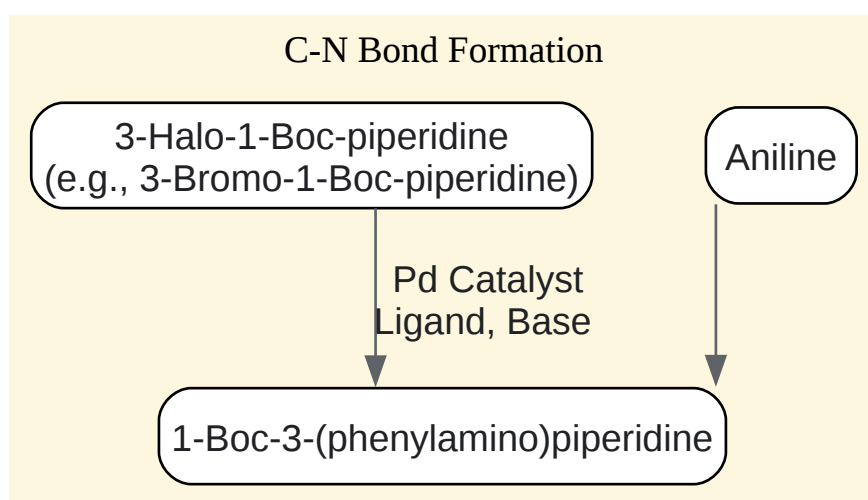 C-N Bond Formation
3-Halo-1-Boc-piperidine
(e.g., 3-Bromo-1-Boc-piperidine)
Aniline
Pd Catalyst
Ligand, Base
1-Boc-3-(phenylamino)piperidine